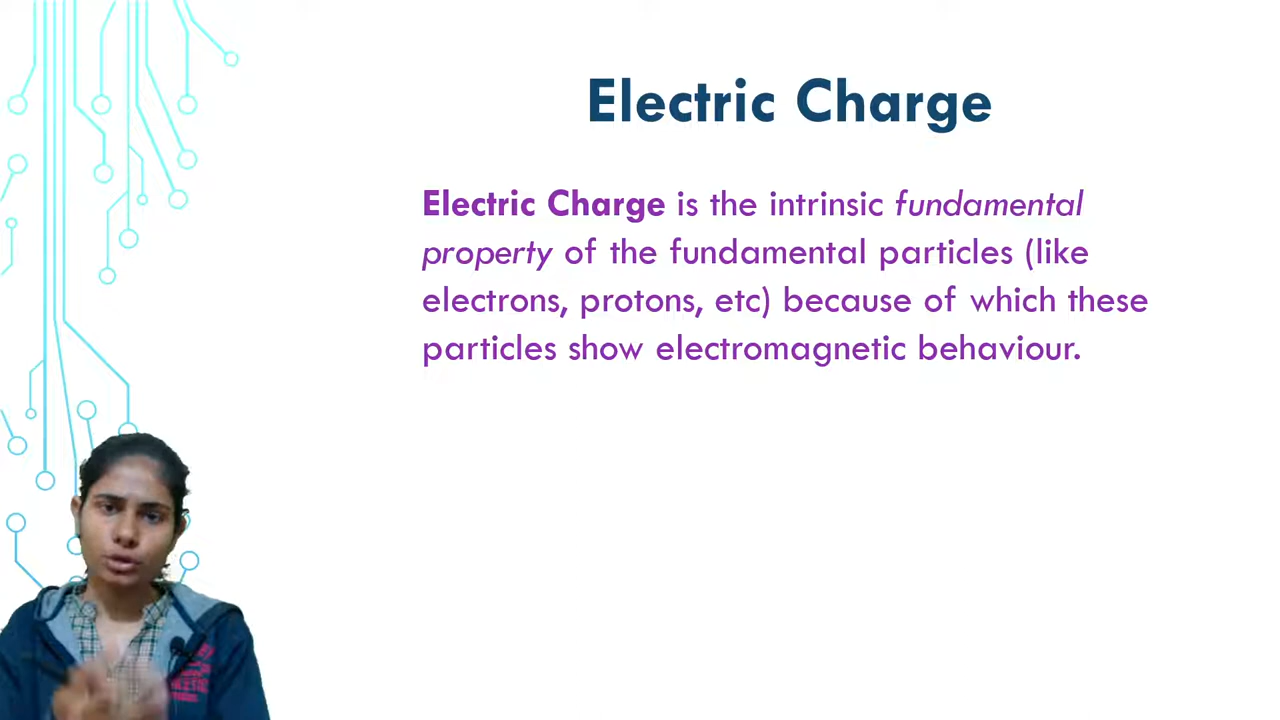 Electric Charge
Electric Charge is the intrinsic fundamental
property of the fundamental particles (like
electrons, protons, etc) because of which these
particles show electromagnetic behaviour.